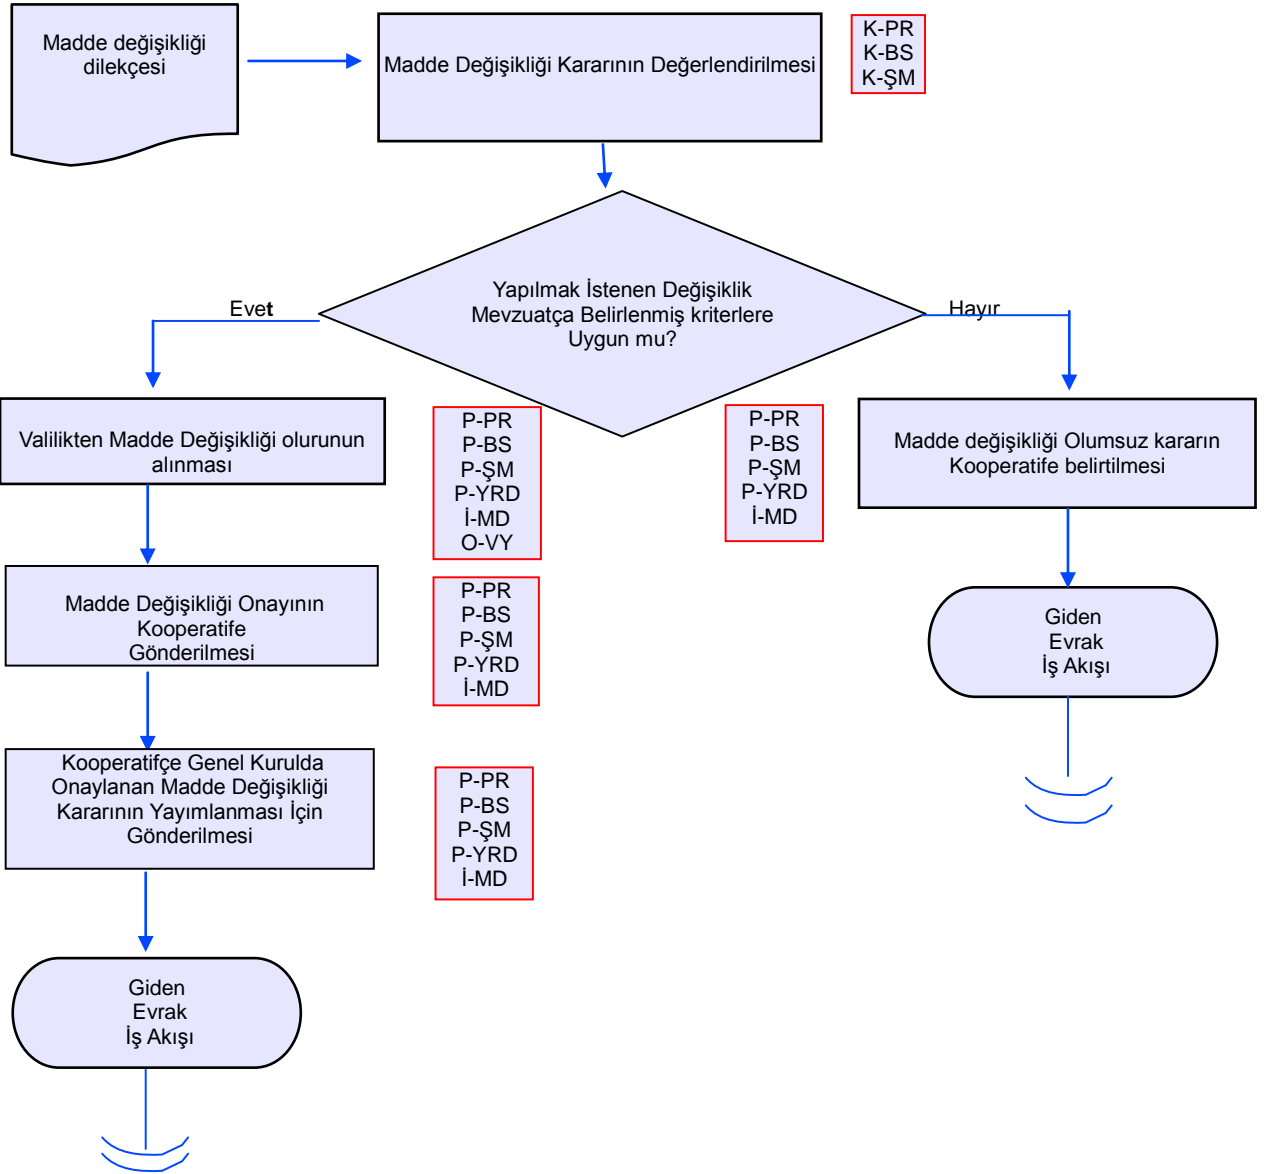 Madde değişikliği
dilekçesi
Madde Değişikliği Kararının Değerlendirilmesi
K-PR
K-BS
K-ŞM
Yapılmak İstenen Değişiklik
Mevzuatça Belirlenmiş kriterlere
Uygun mu?
Evet
Hayır
Valilikten Madde Değişikliği olurunun
alınması
P-PR
P-BS
P-ŞM
P-YRD
İ-MD
O-VY
P-PR
P-BS
P-ŞM
P-YRD
İ-MD
Madde değişikliği Olumsuz kararın
Kooperatife belirtilmesi
Madde Değişikliği Onayının
Kooperatife
Gönderilmesi
P-PR
P-BS
P-ŞM
P-YRD
İ-MD
Giden
Evrak
İş Akışı
Kooperatifçe Genel Kurulda
Onaylanan Madde Değişikliği
Kararının Yayımlanması İçin
Gönderilmesi
P-PR
P-BS
P-ŞM
P-YRD
İ-MD
Giden
Evrak
İş Akışı